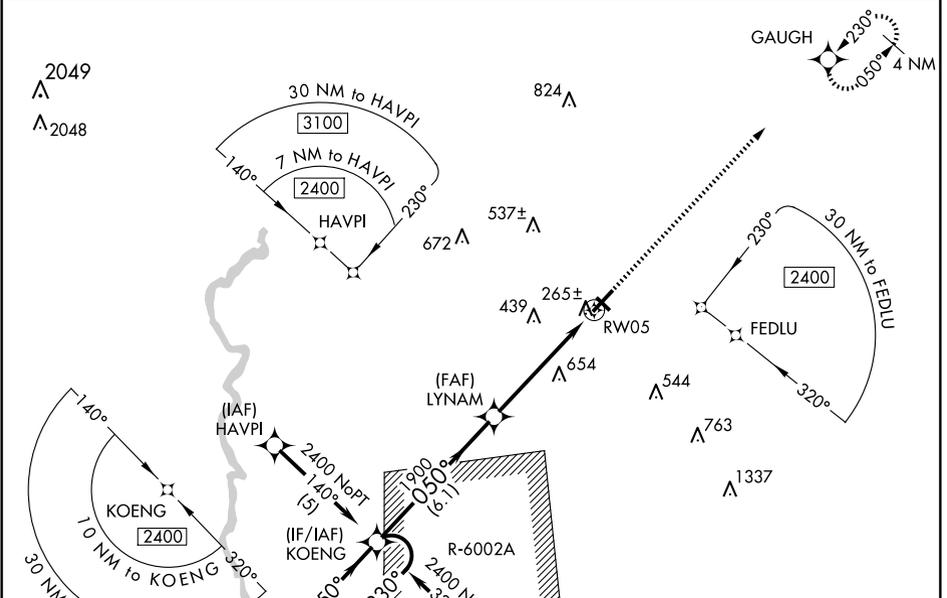 GAUGH
230°
050°
4 NM
2049
2048
824
30 NM to HAVPI
3100
7 NM to HAVPI
2400
140°
230°
HAVPI
672
537±
439
265±
RW05
654
544
763
1337
230°
30 NM to FEDLU
2400
FEDLU
320°
(FAF)
LYNAM
(IAF)
HAVPI
2400 NoPT
140°
(5)
1900
050°
(6.1)
(IF/IAF)
KOENG
R-6002A
2400 N
230°
140°
KOENG
2400
10 NM to KOENG
320°
30 NM